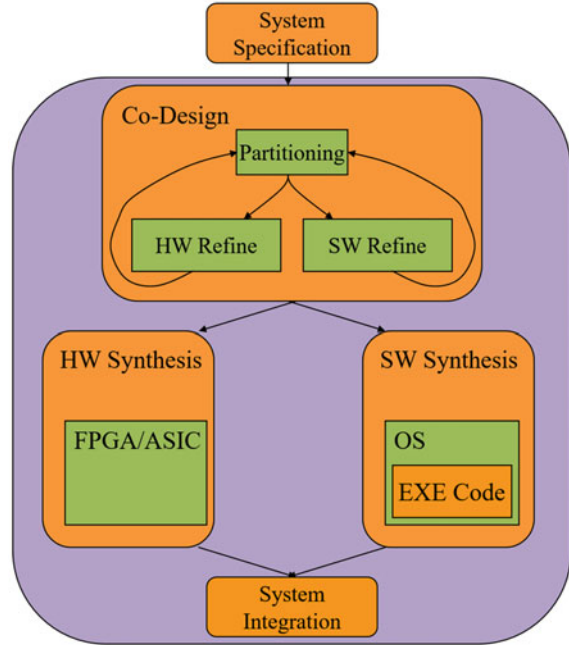 System
Specification
Co-Design
Partitioning
HW Refine
SW Refine
HW Synthesis
SW Synthesis
FPGA/ASIC
OS
EXE Code
System
Integration